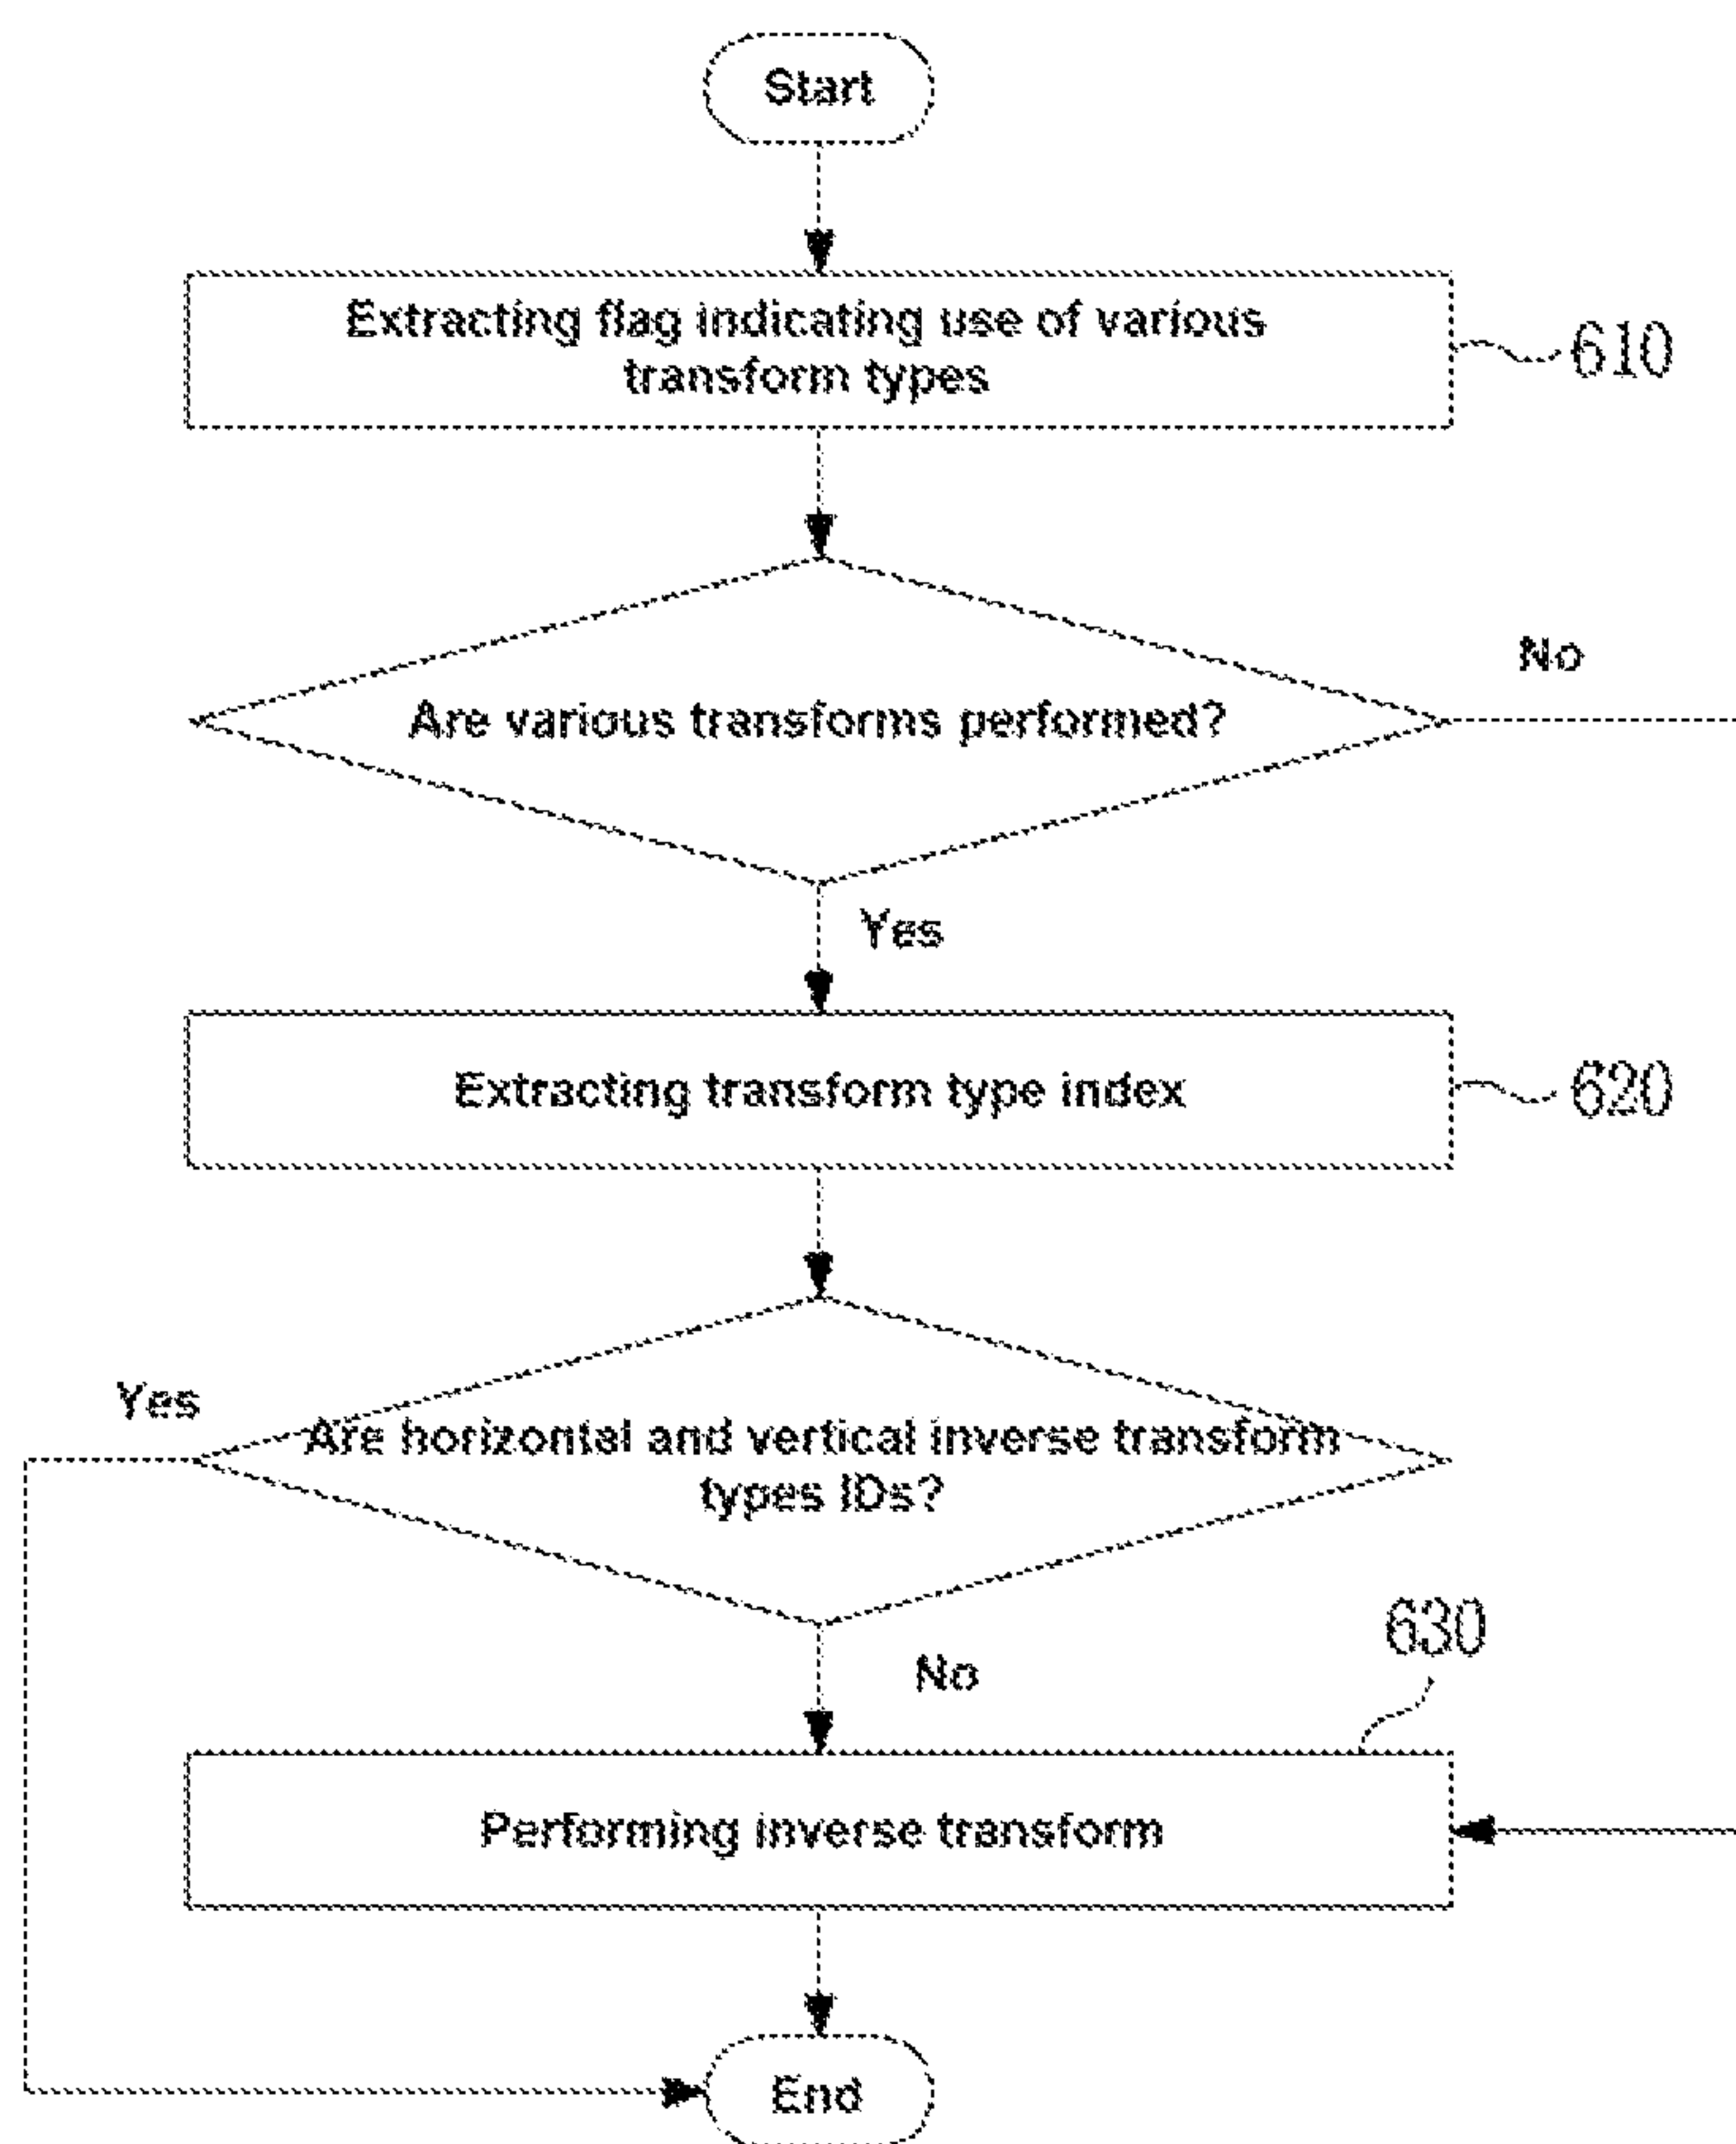 Start
Extracting flag indicating use of various
transform types
610
No
Are various transforms performed?
Yes
Extracting transform type index
620
Yes
Are horizontal and vertical inverse transform
types IDs?
630
No
Performing inverse transform
End